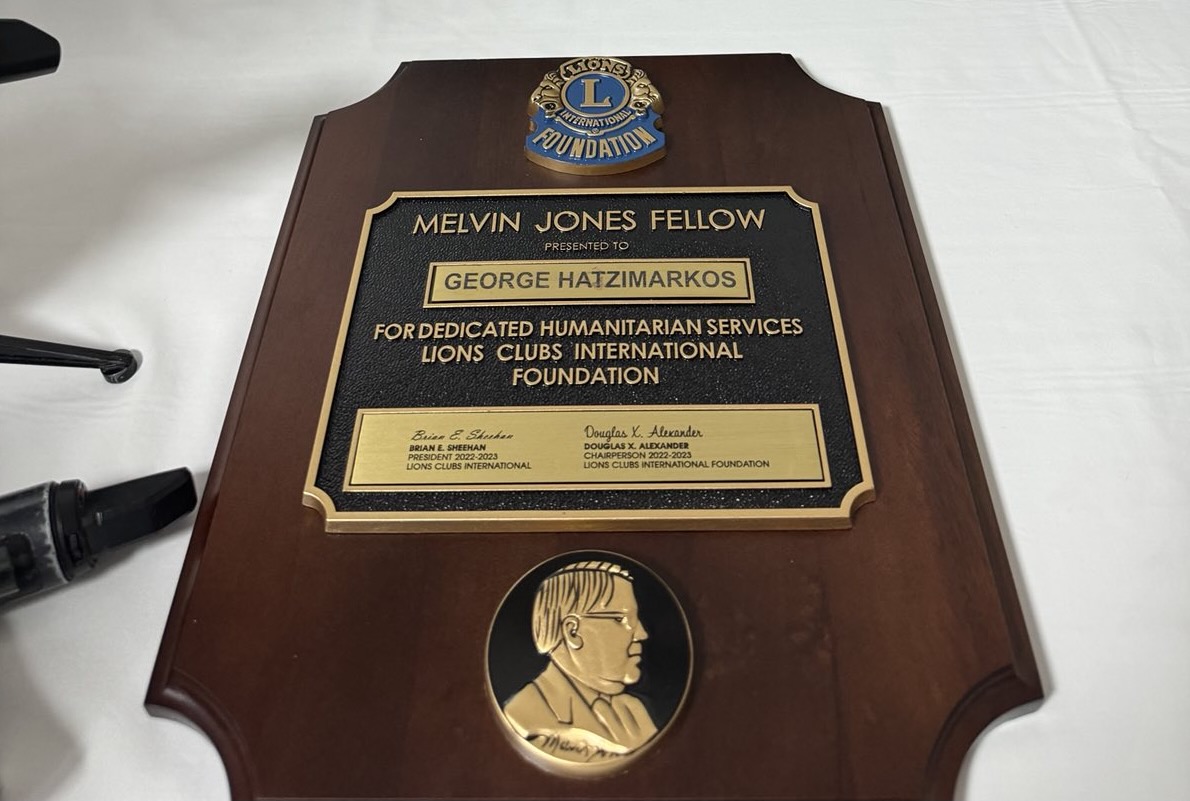 LIONS
L
INTERNATIONAL
FOUNDATION
MELVIN JONES FELLOW
PRESENTED TO
GEORGE HATZIMARKOS
FOR DEDICATED HUMANITARIAN SERVICES
LIONS CLUBS INTERNATIONAL
FOUNDATION
Brian E. Sheehan
BRIAN E. SHEEHAN
PRESIDENT 2022-2023
LIONS CLUBS INTERNATIONAL
Douglas X. Alexander
DOUGLAS X. ALEXANDER
CHAIRPERSON 2022-2023
LIONS CLUBS INTERNATIONAL FOUNDATION